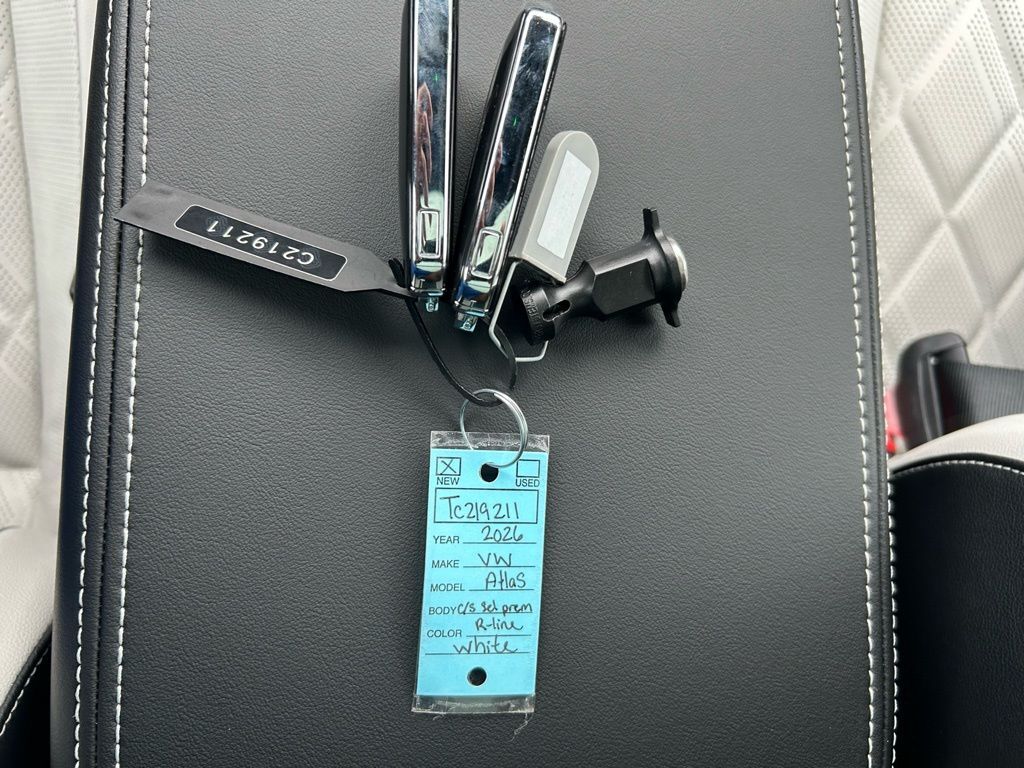 C219211
NEW
USED
TC219211
YEAR 2026
MAKE VW
MODEL Atlas
BODY C/S sel prem
R-line
COLOR
white